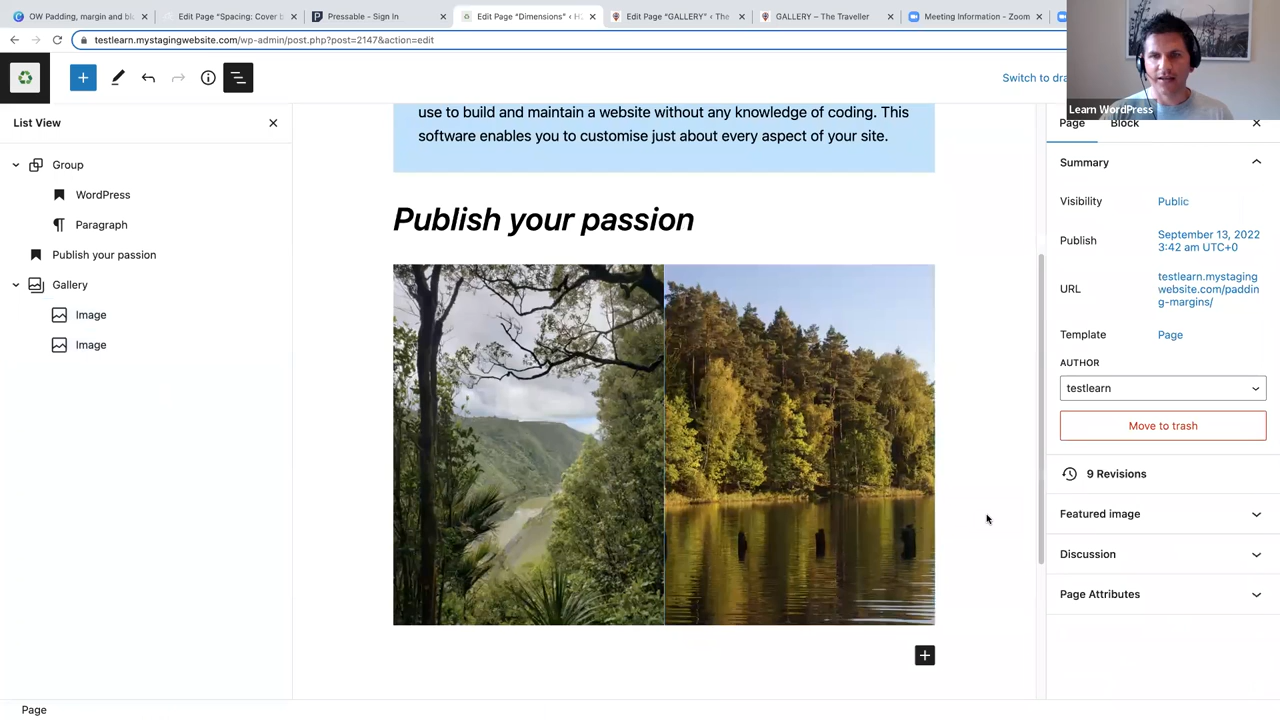 OW Padding, margin and blo
Edit Page “Spacing: Cover b
Pressable - Sign In
Edit Page “Dimensions” ‹ H
Edit Page “GALLERY” ‹ The
GALLERY – The Traveller
Meeting Information - Zoom
testlearn.mystagingwebsite.com/wp-admin/post.php?post=2147&action=edit
Switch to dra
Learn WordPress
List View
Page
Block
use to build and maintain a website without any knowledge of coding. This
software enables you to customise just about every aspect of your site.
Group
WordPress
Paragraph
Publish your passion
Gallery
Image
Image
Publish your passion
Summary
Visibility
Public
Publish
September 13, 2022
3:42 am UTC+0
URL
testlearn.mystaging
website.com/paddin
g-margins/
Template
Page
AUTHOR
testlearn
Move to trash
9 Revisions
Featured image
Discussion
Page Attributes
Page